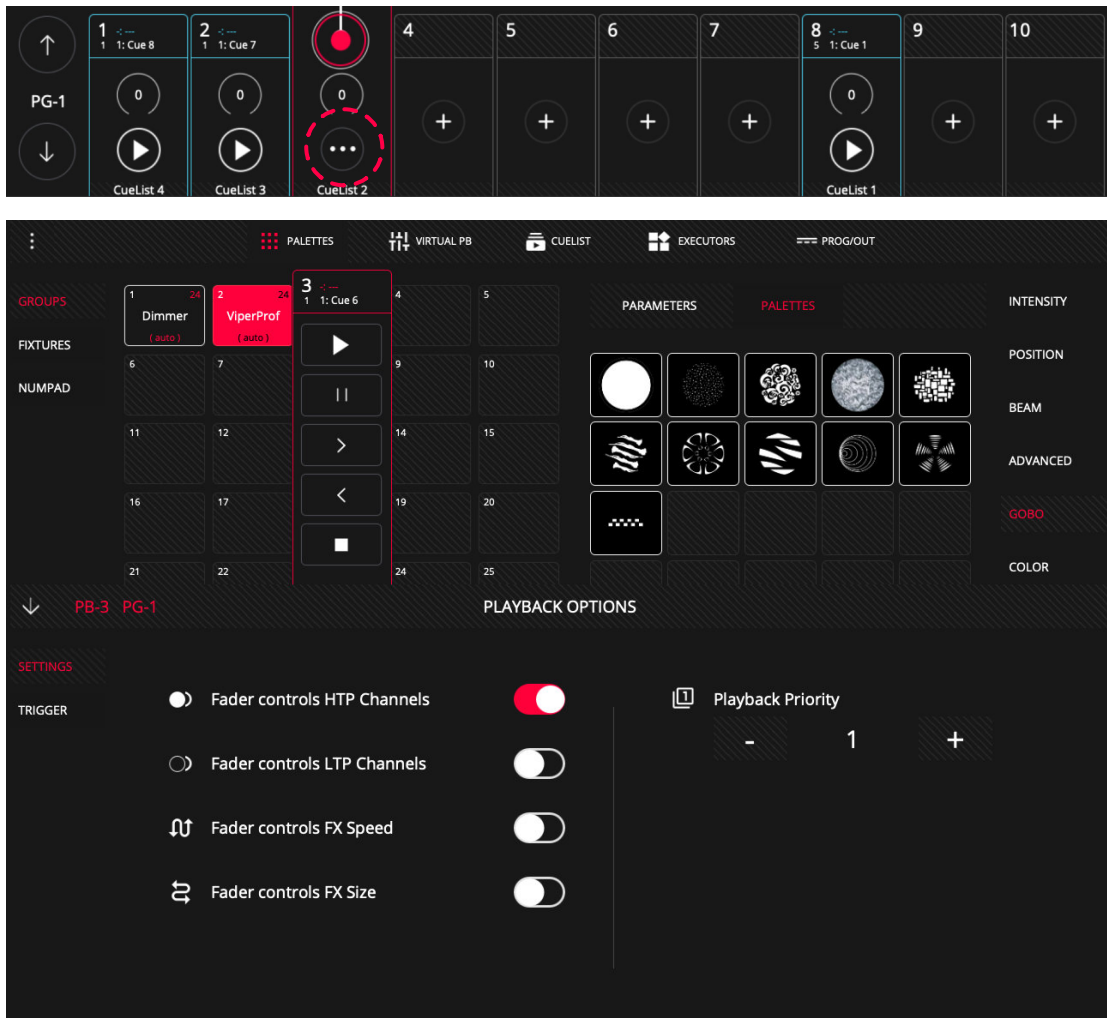 1 -:---
1 1: Cue 8
2 -:---
1 1: Cue 7
4
5
6
7
8 -:---
5 1: Cue 1
9
10
PG-1
0
0
0
0
+
+
+
+
+
+
CueList 4
CueList 3
CueList 2
CueList 1
PALETTES
VIRTUAL PB
CUELIST
EXECUTORS
PROG/OUT
GROUPS
FIXTURES
NUMPAD
1 24
Dimmer
( auto )
2 24
ViperProf
( auto )
3 -:---
1 1: Cue 6
4
5
6
7
9
10
11
12
14
15
16
17
19
20
21
22
24
25
PARAMETERS
PALETTES
INTENSITY
POSITION
BEAM
ADVANCED
GOBO
COLOR
PB-3 PG-1
PLAYBACK OPTIONS
SETTINGS
TRIGGER
Fader controls HTP Channels
Fader controls LTP Channels
Fader controls FX Speed
Fader controls FX Size
1 Playback Priority
- 1 +